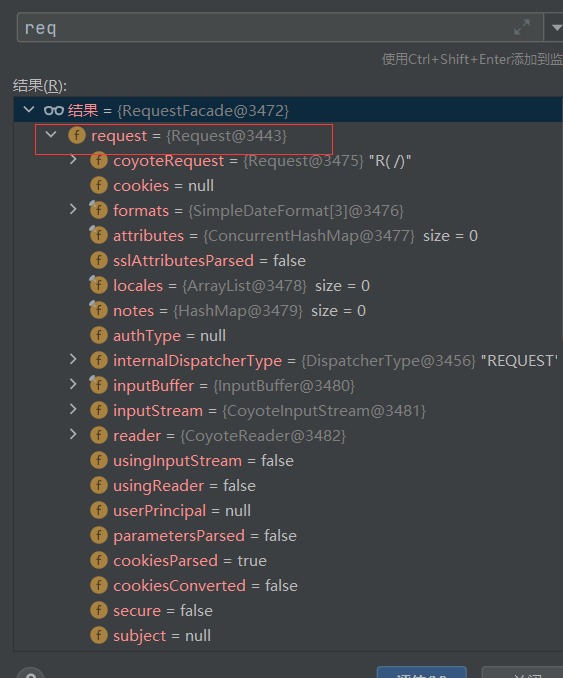 req
使用Ctrl+Shift+Enter添加到监
结果(R):
结果 = {RequestFacade@3472}
request = {Request@3443}
coyoteRequest = {Request@3475} "R( /)"
cookies = null
formats = {SimpleDateFormat[3]@3476}
attributes = {ConcurrentHashMap@3477} size = 0
sslAttributesParsed = false
locales = {ArrayList@3478} size = 0
notes = {HashMap@3479} size = 0
authType = null
internalDispatcherType = {DispatcherType@3456} "REQUEST"
inputBuffer = {InputBuffer@3480}
inputStream = {CoyoteInputStream@3481}
reader = {CoyoteReader@3482}
usingInputStream = false
usingReader = false
userPrincipal = null
parametersParsed = false
cookiesParsed = true
cookiesConverted = false
secure = false
subject = null